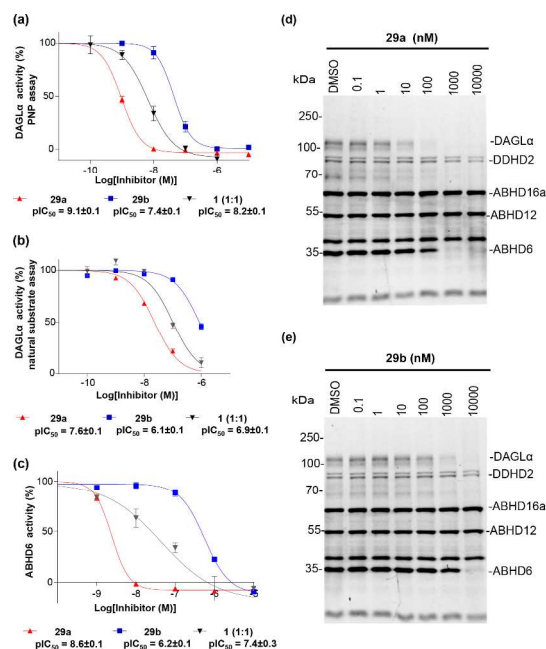 (a)
DAGLα activity (%)
PNP assay
100
50
0
-10
-8
-6
Log[Inhibitor (M)]
29a
29b
1 (1:1)
pIC50 = 9.1±0.1
pIC50 = 7.4±0.1
pIC50 = 8.2±0.1
(b)
DAGLα activity (%)
natural substrate assay
100
50
0
-10
-8
-6
Log[Inhibitor (M)]
29a
29b
1 (1:1)
pIC50 = 7.6±0.1
pIC50 = 6.1±0.1
pIC50 = 6.9±0.1
(c)
ABHD6 activity (%)
100
50
0
-9
-8
-7
-6
-5
Log[Inhibitor (M)]
29a
29b
1 (1:1)
pIC50 = 8.6±0.1
pIC50 = 6.2±0.1
pIC50 = 7.4±0.3
(d)
29a (nM)
kDa
DMSO
0.1
1
10
100
1000
10000
250-
100-
55-
35-
-DAGLα
-DDHD2
-ABHD16a
-ABHD12
-ABHD6
(e)
29b (nM)
kDa
DMSO
0.1
1
10
100
1000
10000
250-
100-
55-
35-
-DAGLα
-DDHD2
-ABHD16a
-ABHD12
-ABHD6